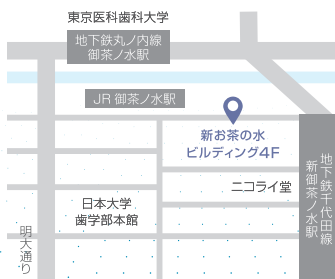 東京医科歯科大学
地下鉄丸ノ内線
御茶ノ水駅
JR 御茶ノ水駅
新お茶の水
ビルディング4F
ニコライ堂
日本大学
歯学部本館
明大通り
地下鉄千代田線
新御茶ノ水駅